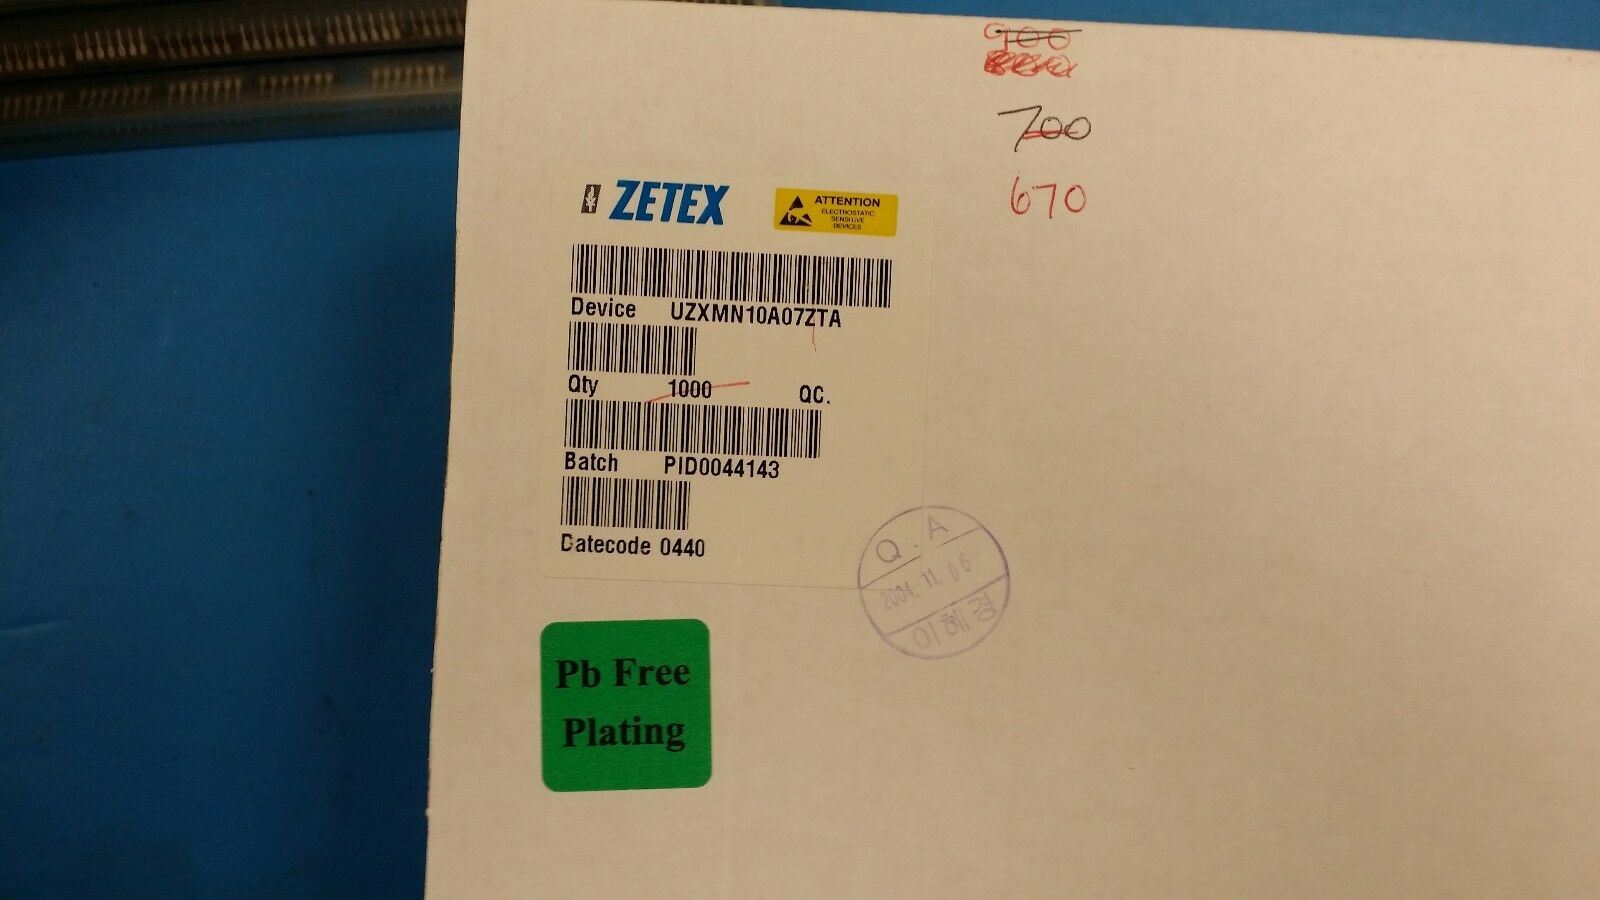 900
700
670
ZETEX
ATTENTION
ELECTROSTATIC
SENSITIVE
DEVICES
Device UZXMN10A07ZTA
Qty 1000 QC.
Batch PID0044143
Datecode 0440
Q.A
2004.11.06
이혜경
Pb Free
Plating